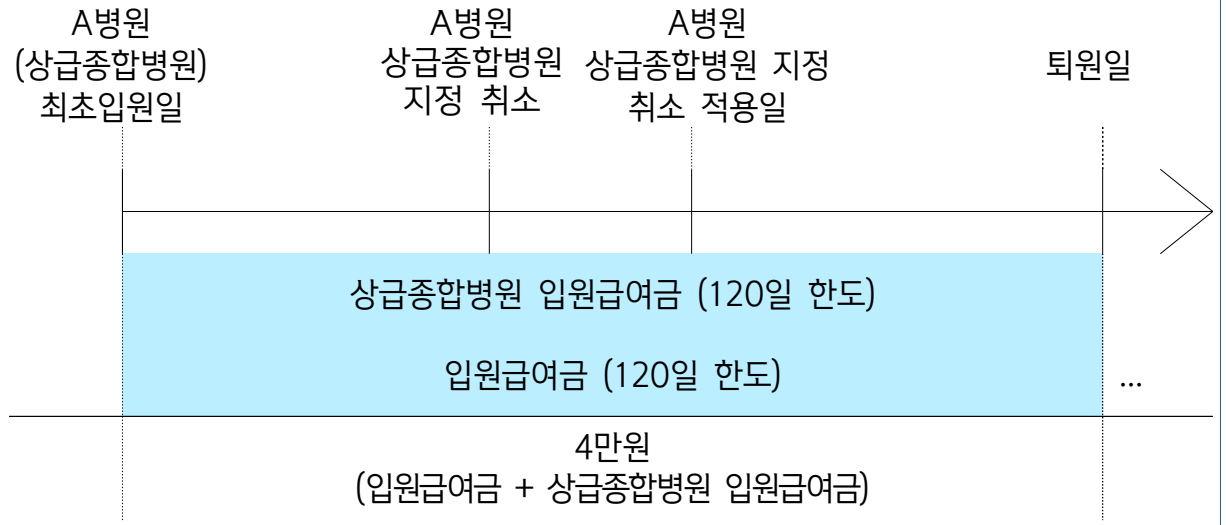 A병원
(상급종합병원)
최초입원일
A병원
상급종합병원
지정 취소
A병원
상급종합병원 지정
취소 적용일
퇴원일
상급종합병원 입원급여금 (120일 한도)
입원급여금 (120일 한도)
...
4만원
(입원급여금 + 상급종합병원 입원급여금)